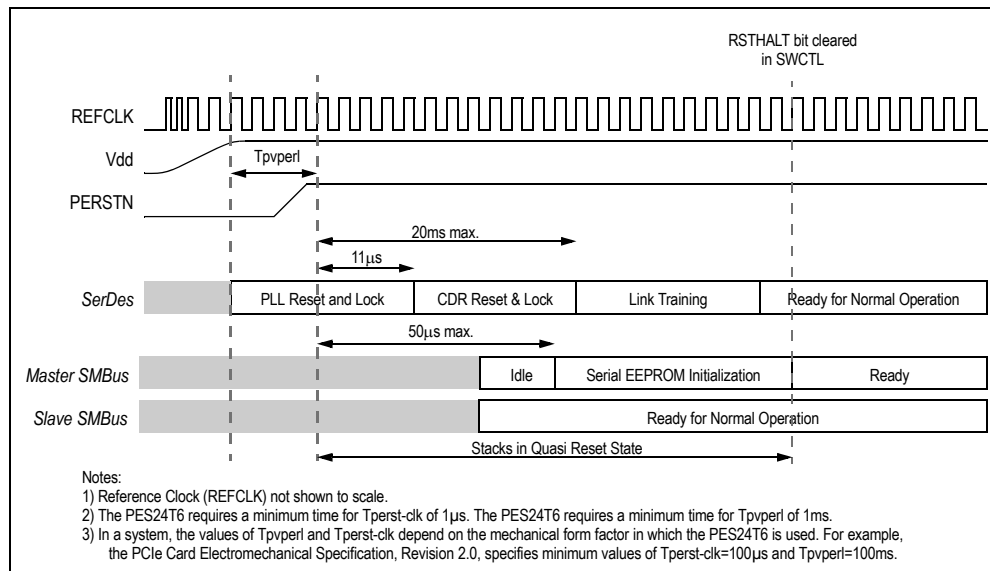 RSTHALT bit cleared
in SWCTL
REFCLK
Vdd
Tpvperl
PERSTN
20ms max.
11μs
SerDes
PLL Reset and Lock
CDR Reset & Lock
Link Training
Ready for Normal Operation
50μs max.
Master SMBus
Idle
Serial EEPROM Initialization
Ready
Slave SMBus
Ready for Normal Operation
Stacks in Quasi Reset State
Notes:
1) Reference Clock (REFCLK) not shown to scale.
2) The PES24T6 requires a minimum time for Tperst-clk of 1μs. The PES24T6 requires a minimum time for Tpvperl of 1ms.
3) In a system, the values of Tpvperl and Tperst-clk depend on the mechanical form factor in which the PES24T6 is used. For example,
the PCIe Card Electromechanical Specification, Revision 2.0, specifies minimum values of Tperst-clk=100μs and Tpvperl=100ms.